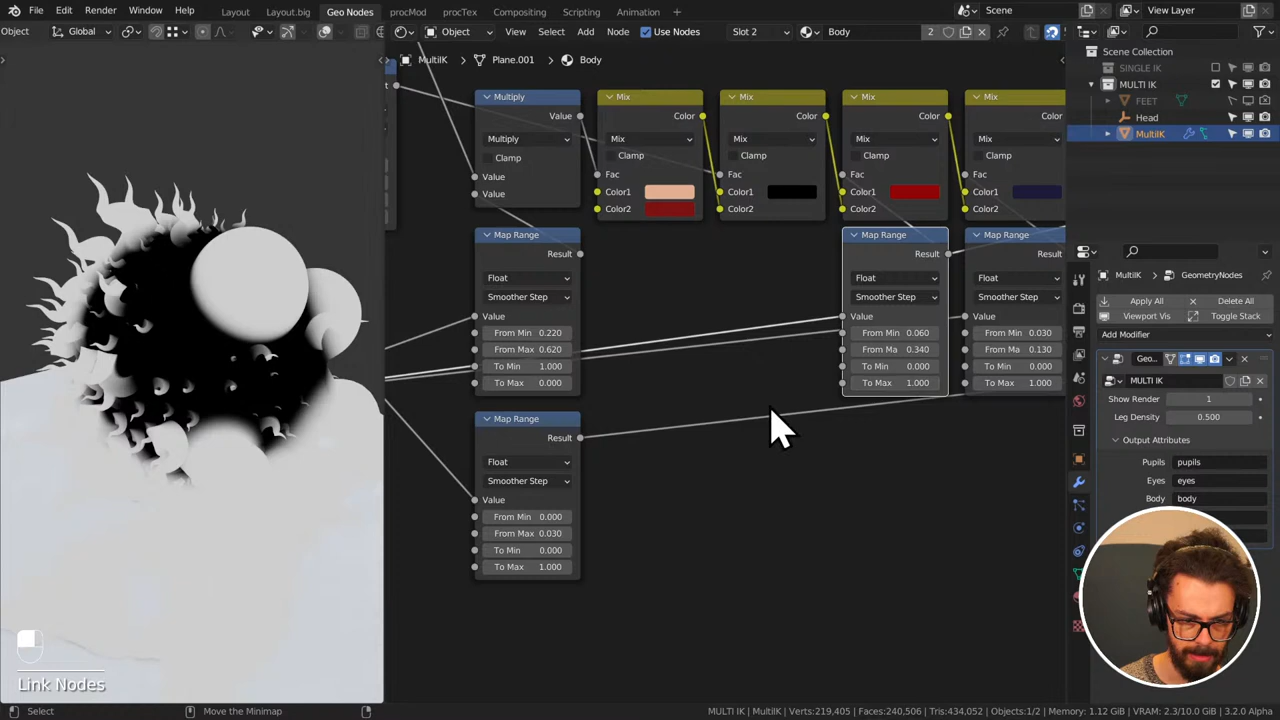 File Edit Render Window Help Layout Layout.big Geo Nodes procMod procTex Compositing Scripting Animation + Scene View Layer
Object Global Object View Select Add Node Use Nodes Slot 2 Body 2
MultiIK > Plane.001 > Body
Scene Collection
SINGLE IK
MULTI IK
FEET
Head
MultiIK
Multiply Mix Mix Mix Mix
Value Color Color Color Color
Multiply Mix Mix Mix Mix
Clamp Clamp Clamp Clamp Clamp
Value Fac Fac Fac Fac
Value Color1 Color1 Color1 Color1
Color2 Color2 Color2 Color2
Map Range Map Range Map Range
Result Result Result
Float Float Float
Smoother Step Smoother Step Smoother Step
Value Value Value
From Min 0.220 From Min 0.060 From Min 0.030
From Max 0.620 From Ma 0.340 From Ma 0.130
To Min 1.000 To Min 0.000 To Min 0.000
To Max 0.000 To Max 1.000 To Max 1.000
Map Range
Result
Float
Smoother Step
Value
From Min 0.000
From Max 0.030
To Min 0.000
To Max 1.000
MultiIK > GeometryNodes
Apply All Delete All
Viewport Vis Toggle Stack
Add Modifier
Geo..
MULTI IK
Show Render 1
Leg Density 0.500
Output Attributes
Pupils pupils
Eyes eyes
Body body
Link Nodes
Select Move the Minimap MULTI IK | MultiIK | Verts:219,405 | Faces:240,506 | Tris:434,052 | Objects:1/2 | Memory: 1.12 GiB | VRAM: 2.3/10.0 GiB | 3.2.0 Alpha